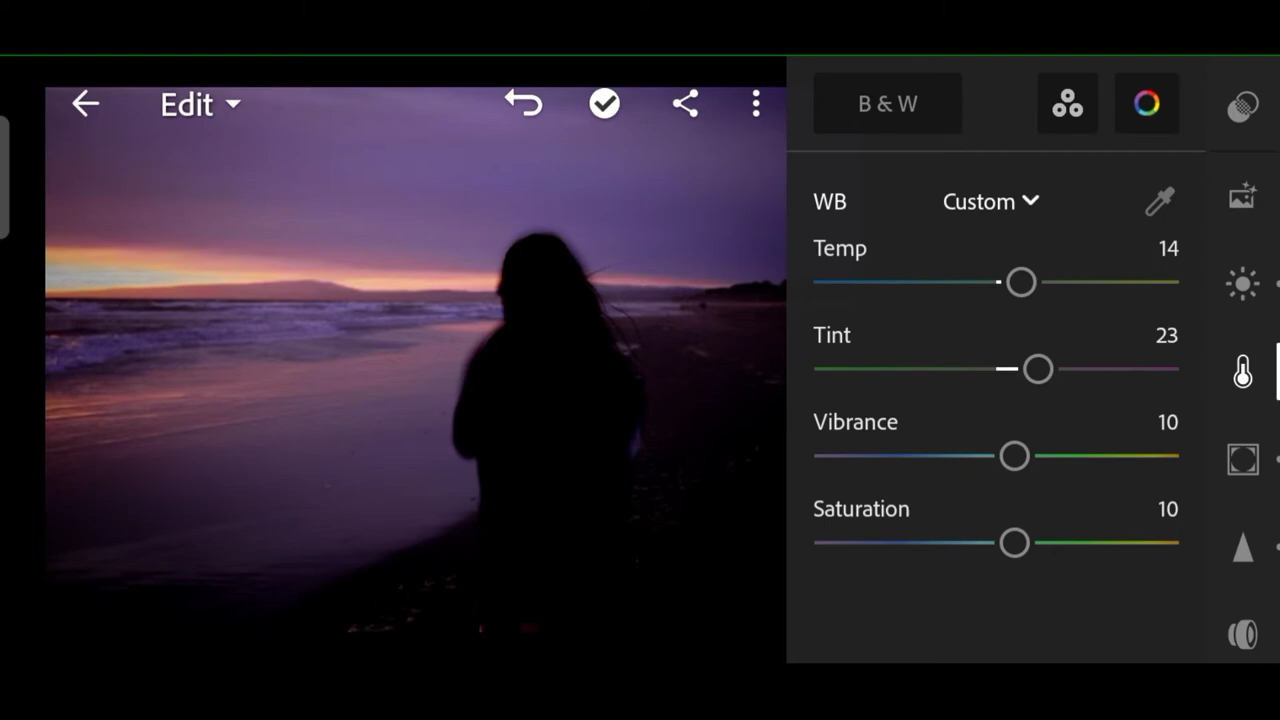 Edit
B & W
WB Custom
Temp 14
Tint 23
Vibrance 10
Saturation 10